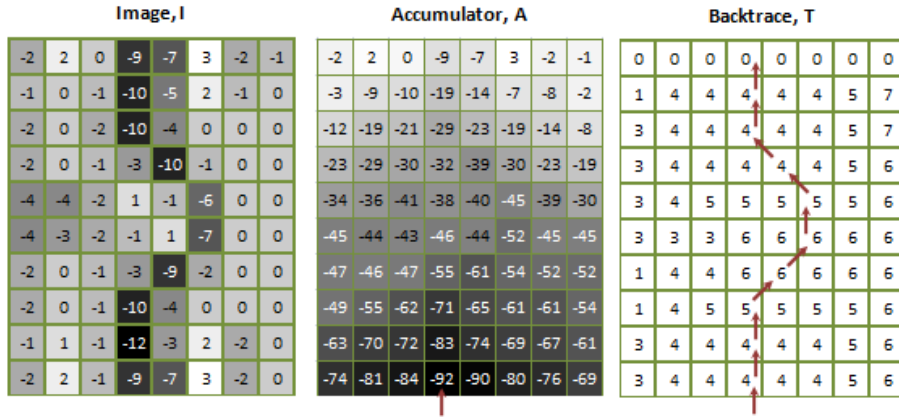 Image, I Accumulator, A Backtrace, T
-2 2 0 -9 -7 3 -2 -1 -2 2 0 -9 -7 3 -2 -1 0 0 0 0 0 0 0 0
-1 0 -1 -10 -5 2 -1 0 -3 -9 -10 -19 -14 -7 -8 -2 1 4 4 4 4 4 5 7
-2 0 -2 -10 -4 0 0 0 -12 -19 -21 -29 -23 -19 -14 -8 3 4 4 4 4 4 5 7
-2 0 -1 -3 -10 -1 0 0 -23 -29 -30 -32 -39 -30 -23 -19 3 4 4 4 4 4 5 6
-4 -4 -2 1 -1 -6 0 0 -34 -36 -41 -38 -40 -45 -39 -30 3 4 5 5 5 5 5 6
-4 -3 -2 -1 1 -7 0 0 -45 -44 -43 -46 -44 -52 -45 -45 3 3 3 6 6 6 6 6
-2 0 -1 -3 -9 -2 0 0 -47 -46 -47 -55 -61 -54 -52 -52 1 4 4 6 6 6 6 6
-2 0 -1 -10 -4 0 0 0 -49 -55 -62 -71 -65 -61 -61 -54 1 4 5 5 5 5 5 6
-1 1 -1 -12 -3 2 -2 0 -63 -70 -72 -83 -74 -69 -67 -61 3 4 4 4 4 4 5 6
-2 2 -1 -9 -7 3 -2 0 -74 -81 -84 -92 -90 -80 -76 -69 3 4 4 4 4 4 5 6